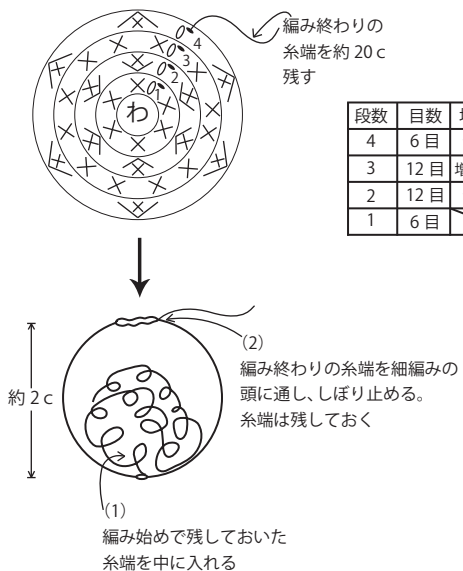 編み終わりの
糸端を約 20 c
残す
4
3
2
1
わ
段数 目数
4 6 目
3 12 目 増
2 12 目
1 6 目
約 2 c
(2)
編み終わりの糸端を細編みの
頭に通し、しぼり止める。
糸端は残しておく
(1)
編み始めで残しておいた
糸端を中に入れる